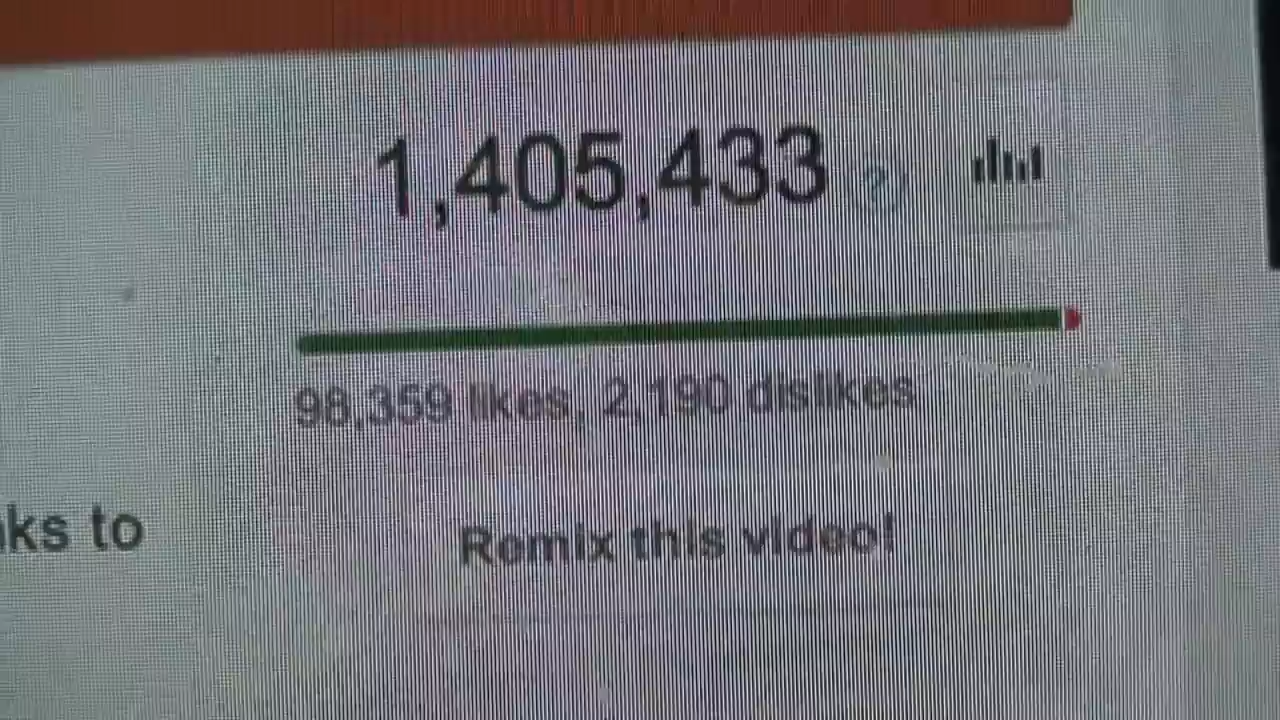 1,405,433 ?
98,359 likes, 2,190 dislikes
ks to
Remix this video!